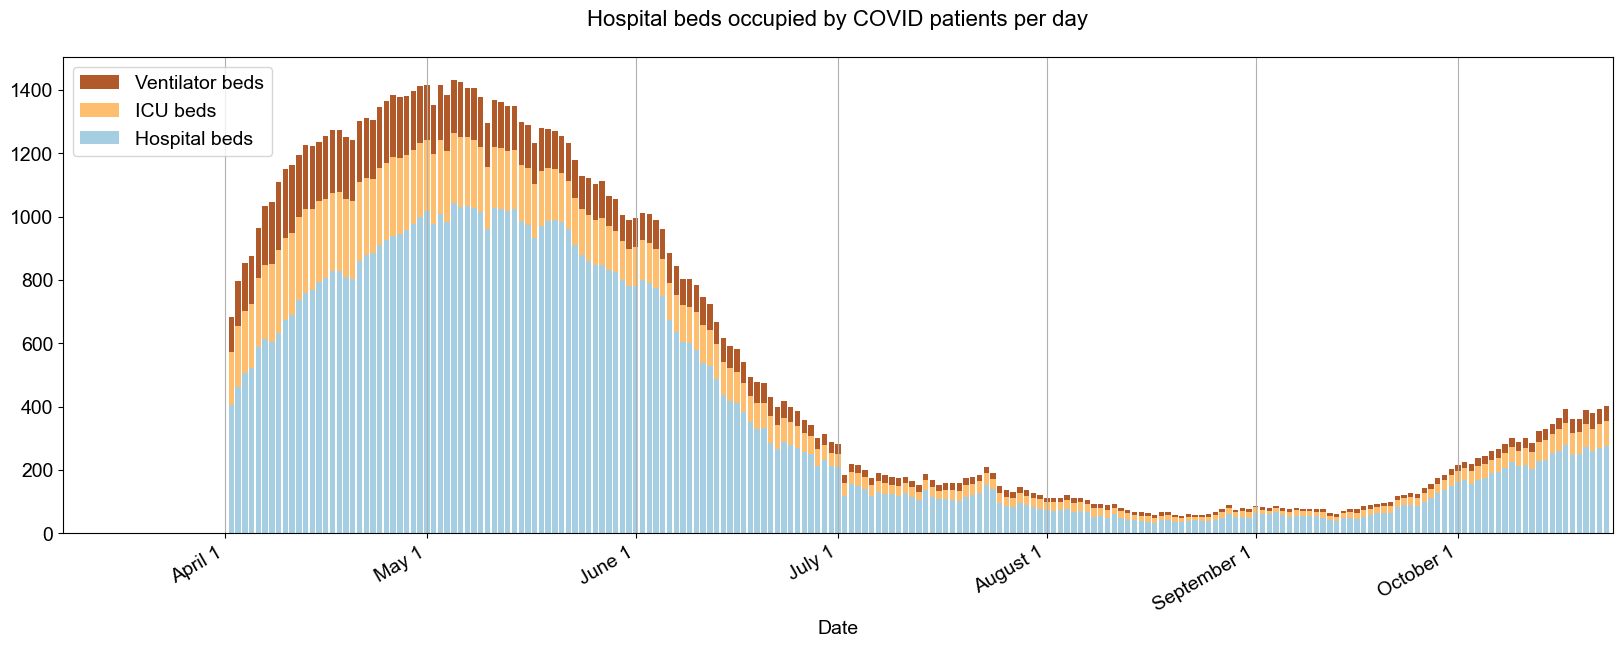 Hospital beds occupied by COVID patients per day
Ventilator beds
ICU beds
Hospital beds
1400
1200
1000
800
600
400
200
0
April 1
May 1
June 1
July 1
August 1
September 1
October 1
Date